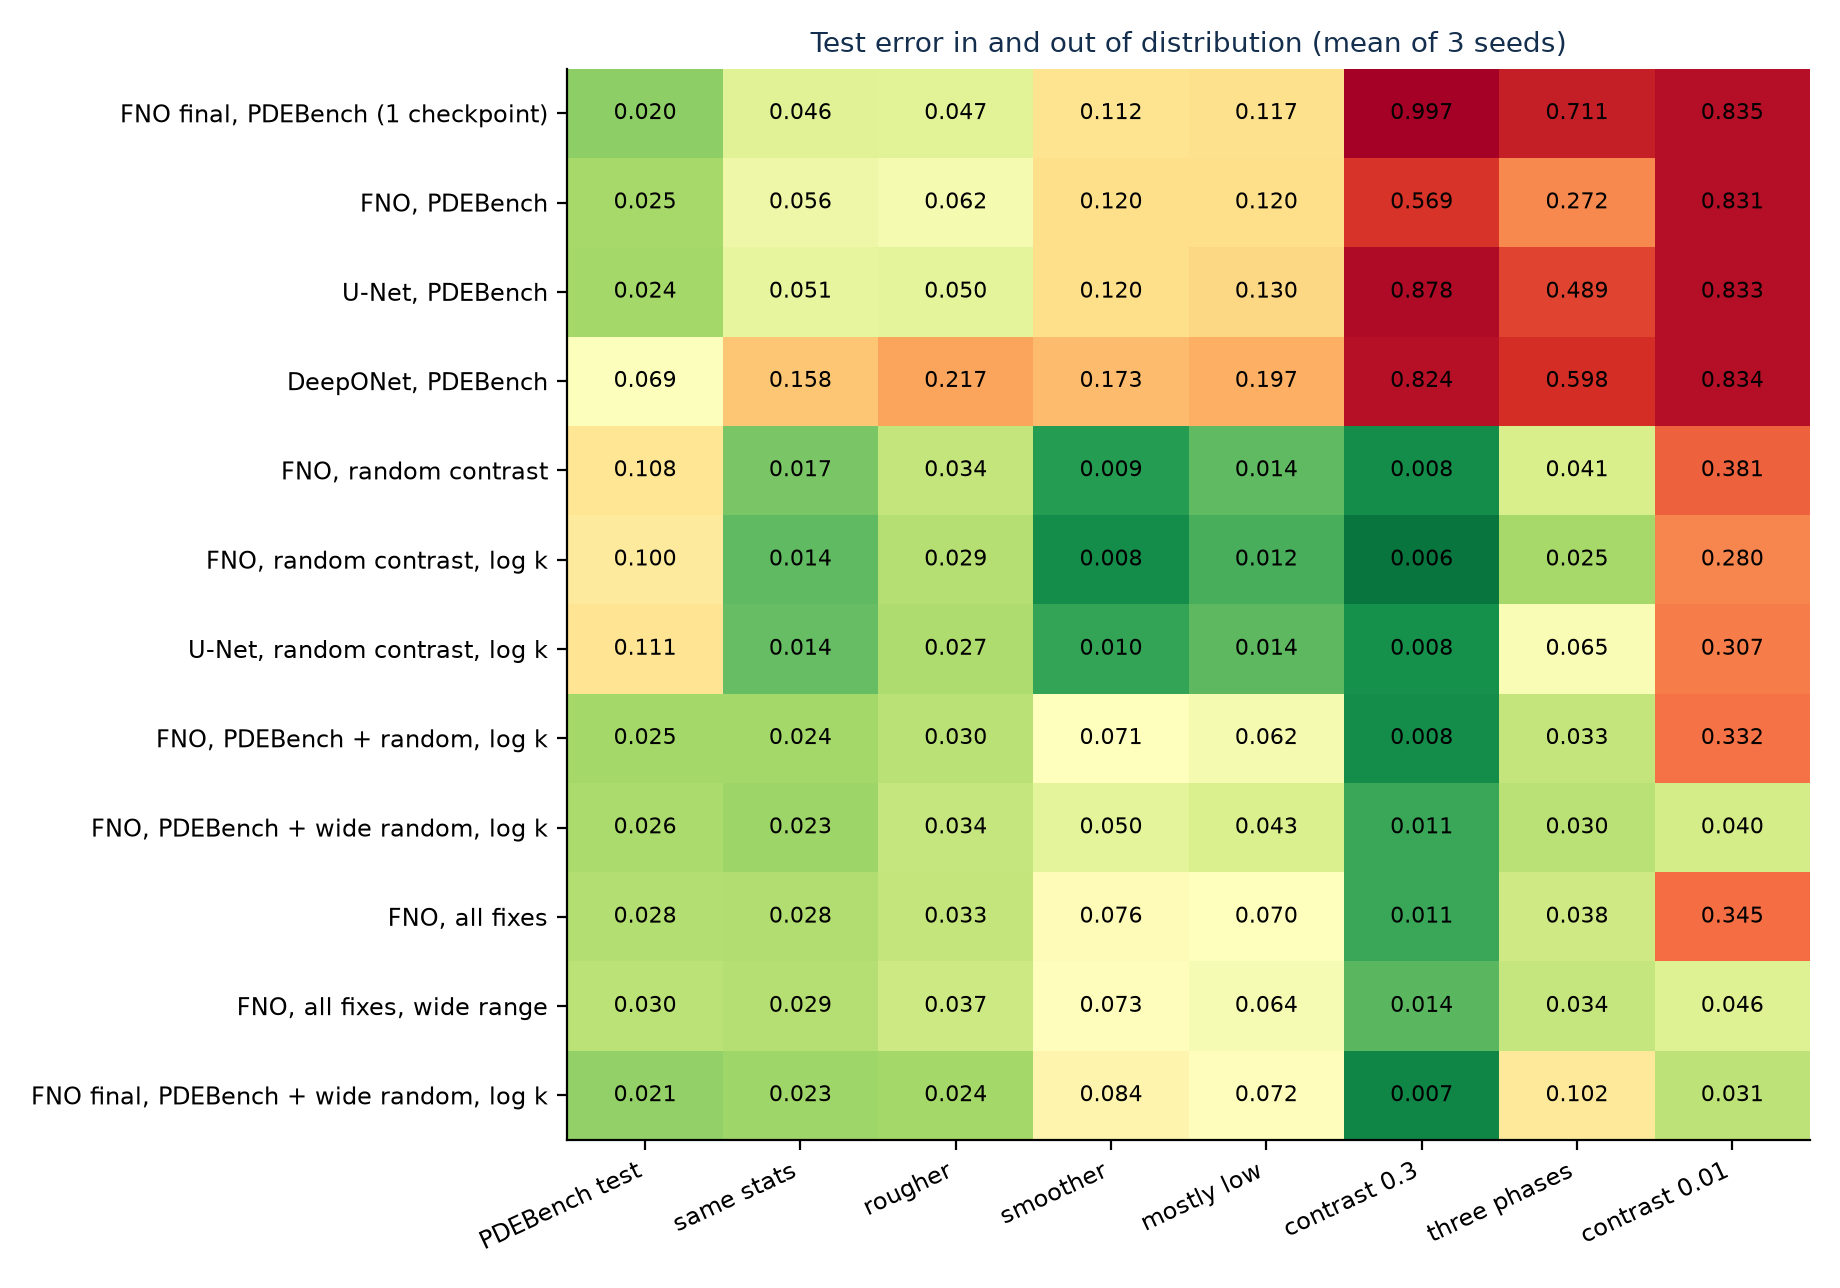 Test error in and out of distribution (mean of 3 seeds)
FNO final, PDEBench (1 checkpoint) 0.020 0.046 0.047 0.112 0.117 0.997 0.711 0.835
FNO, PDEBench 0.025 0.056 0.062 0.120 0.120 0.569 0.272 0.831
U-Net, PDEBench 0.024 0.051 0.050 0.120 0.130 0.878 0.489 0.833
DeepONet, PDEBench 0.069 0.158 0.217 0.173 0.197 0.824 0.598 0.834
FNO, random contrast 0.108 0.017 0.034 0.009 0.014 0.008 0.041 0.381
FNO, random contrast, log k 0.100 0.014 0.029 0.008 0.012 0.006 0.025 0.280
U-Net, random contrast, log k 0.111 0.014 0.027 0.010 0.014 0.008 0.065 0.307
FNO, PDEBench + random, log k 0.025 0.024 0.030 0.071 0.062 0.008 0.033 0.332
FNO, PDEBench + wide random, log k 0.026 0.023 0.034 0.050 0.043 0.011 0.030 0.040
FNO, all fixes 0.028 0.028 0.033 0.076 0.070 0.011 0.038 0.345
FNO, all fixes, wide range 0.030 0.029 0.037 0.073 0.064 0.014 0.034 0.046
FNO final, PDEBench + wide random, log k 0.021 0.023 0.024 0.084 0.072 0.007 0.102 0.031
PDEBench test same stats rougher smoother mostly low contrast 0.3 three phases contrast 0.01